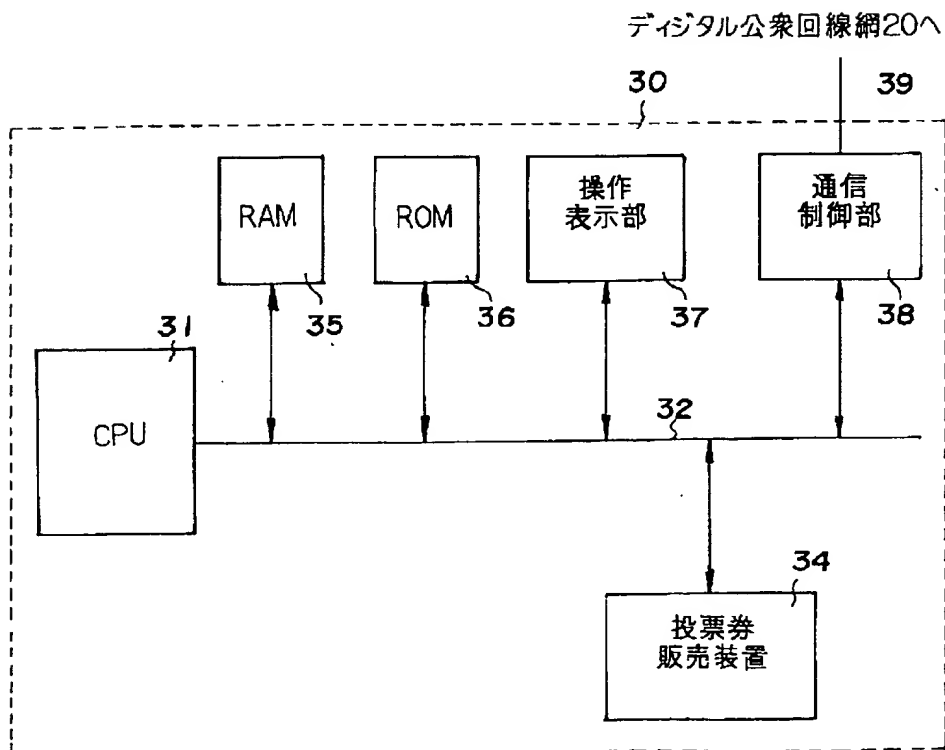 ディジタル公衆回線網20へ
30
39
RAM
ROM
操作
表示部
通信
制御部
35
36
37
38
31
CPU
32
34
投票券
販売装置